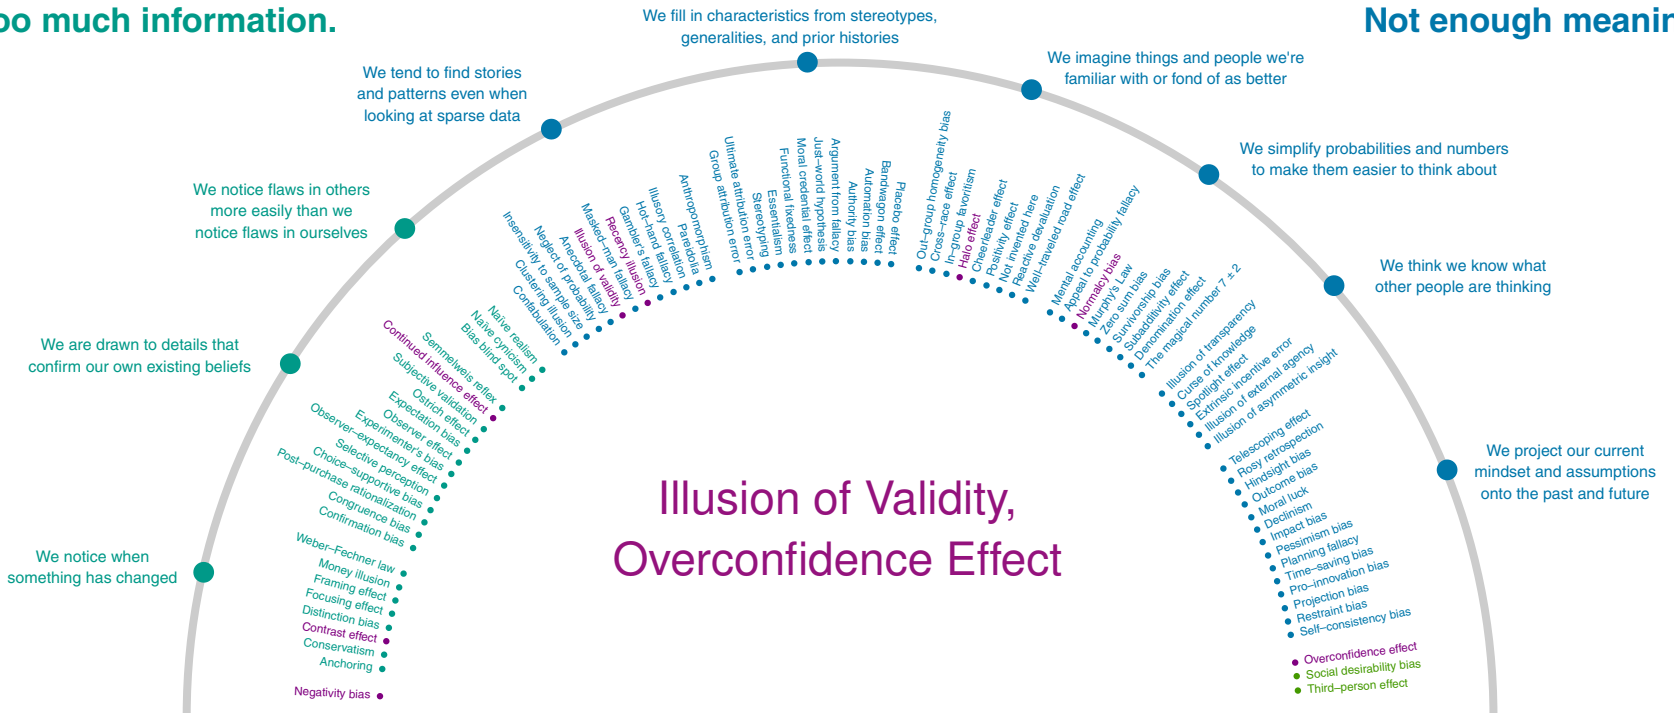 oo much information.
Not enough meanin
We fill in characteristics from stereotypes,
generalities, and prior histories
We imagine things and people we're
familiar with or fond of as better
We tend to find stories
and patterns even when
looking at sparse data
We simplify probabilities and numbers
to make them easier to think about
We notice flaws in others
more easily than we
notice flaws in ourselves
We think we know what
other people are thinking
We are drawn to details that
confirm our own existing beliefs
We project our current
mindset and assumptions
onto the past and future
We notice when
something has changed
Negativity bias
Anchoring
Conservatism
Contrast effect
Distinction bias
Focusing effect
Framing effect
Money illusion
Weber–Fechner law
Confirmation bias
Congruence bias
Post–purchase rationalization
Choice–supportive bias
Selective perception
Observer–expectancy effect
Experimenter's bias
Observer effect
Expectation bias
Ostrich effect
Subjective validation
Continued influence effect
Semmelweis reflex
Bias blind spot
Naïve cynicism
Naïve realism
Confabulation
Clustering illusion
Insensitivity to sample size
Neglect of probability
Anecdotal fallacy
Illusion of validity
Masked–man fallacy
Recency illusion
Gambler's fallacy
Hot–hand fallacy
Illusory correlation
Pareidolia
Anthropomorphism
Group attribution error
Ultimate attribution error
Stereotyping
Essentialism
Functional fixedness
Moral credential effect
Just–world hypothesis
Argument from fallacy
Authority bias
Automation bias
Bandwagon effect
Placebo effect
Out–group homogeneity bias
Cross–race effect
In–group favoritism
Halo effect
Cheerleader effect
Positivity effect
Not invented here
Reactive devaluation
Well–traveled road effect
Mental accounting
Appeal to probability fallacy
Normalcy bias
Murphy's Law
Zero sum bias
Survivorship bias
Subadditivity effect
Denomination effect
The magical number 7 ± 2
Illusion of transparency
Curse of knowledge
Spotlight effect
Extrinsic incentive error
Illusion of external agency
Illusion of asymmetric insight
Telescoping effect
Rosy retrospection
Hindsight bias
Outcome bias
Moral luck
Declinism
Impact bias
Pessimism bias
Planning fallacy
Time–saving bias
Pro–innovation bias
Projection bias
Restraint bias
Self–consistency bias
Overconfidence effect
Social desirability bias
Third–person effect
Illusion of Validity,
Overconfidence Effect